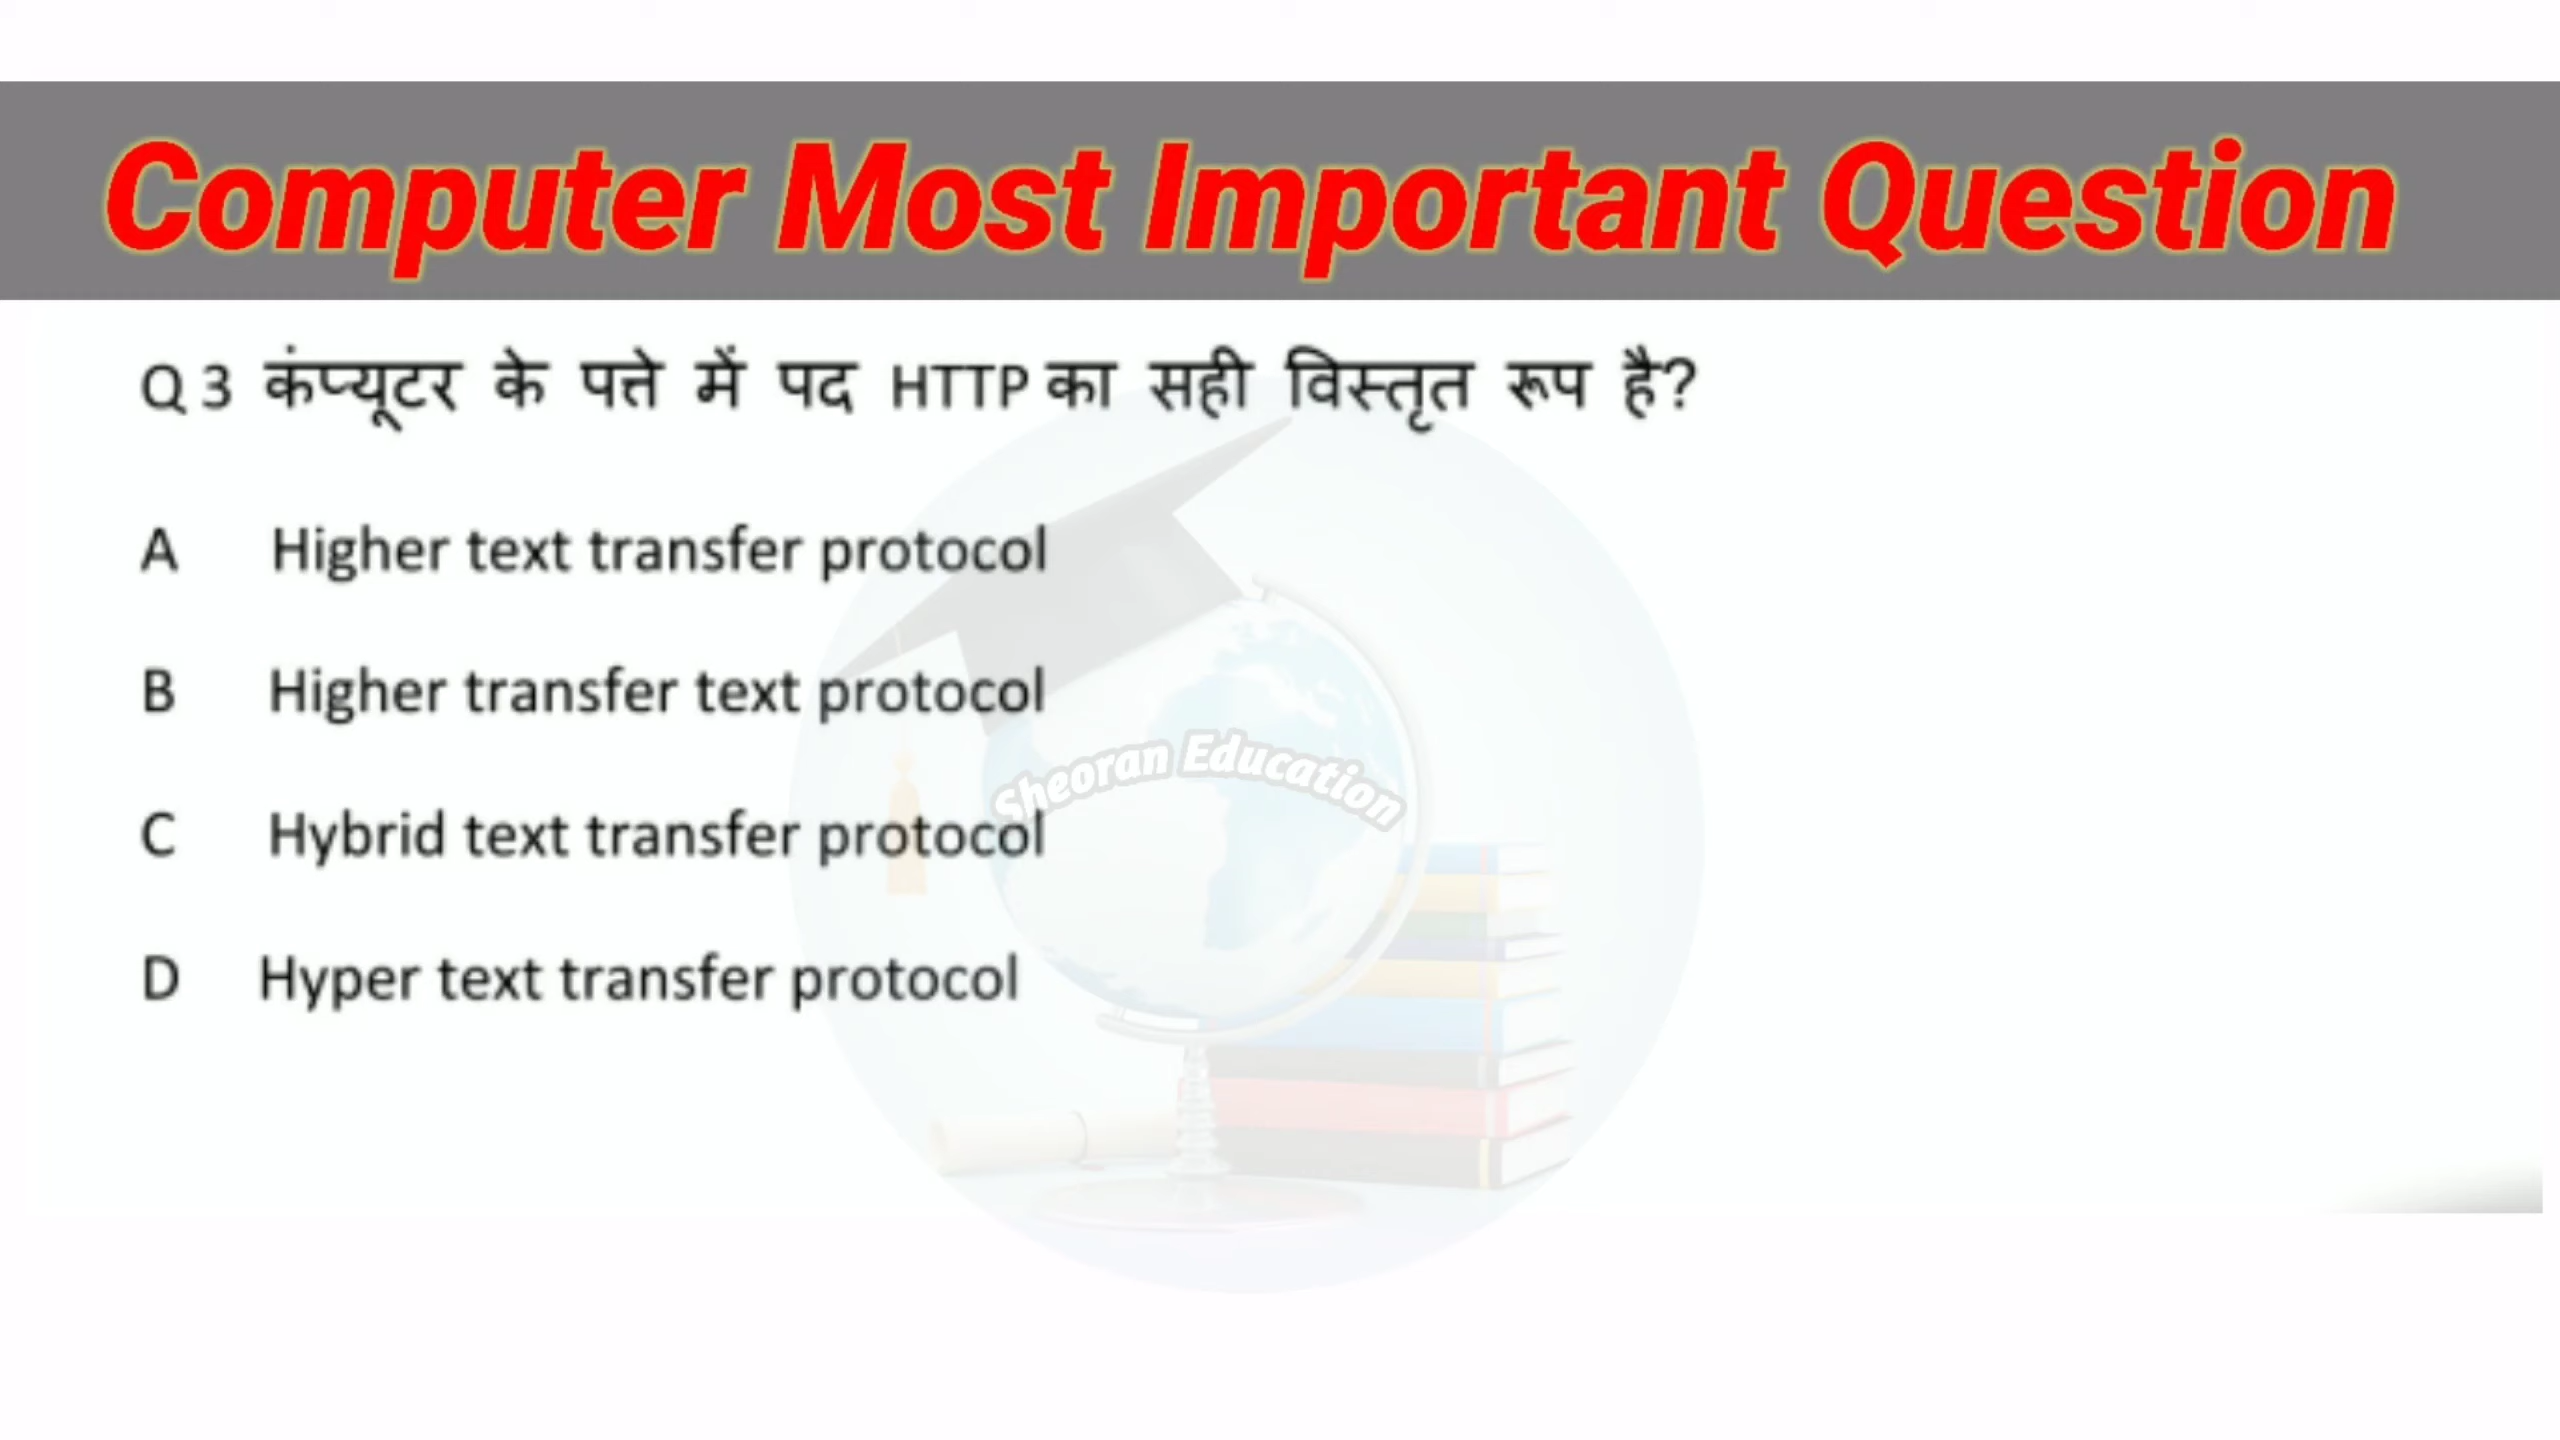 Computer Most Important Question
Q 3 कंप्यूटर के पत्ते में पद HTTP का सही विस्तृत रूप है?
A Higher text transfer protocol
B Higher transfer text protocol
Sheoran Education
C Hybrid text transfer protocol
D Hyper text transfer protocol